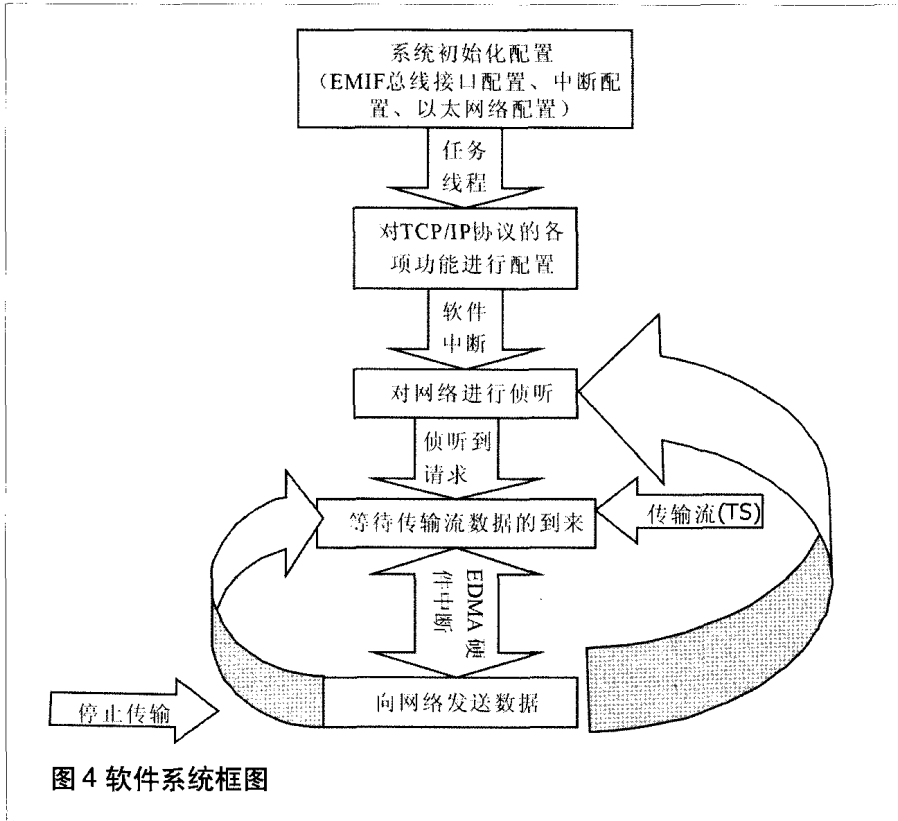 系统初始化配置
（EMIF总线接口配置、中断配
置、以太网络配置）
任务
线程
对TCP/IP协议的各
项功能进行配置
软件
中断
对网络进行侦听
侦听到
请求
等待传输流数据的到来
传输流(TS)
EDMA 硬
件中断
向网络发送数据
停止传输
图 4 软件系统框图